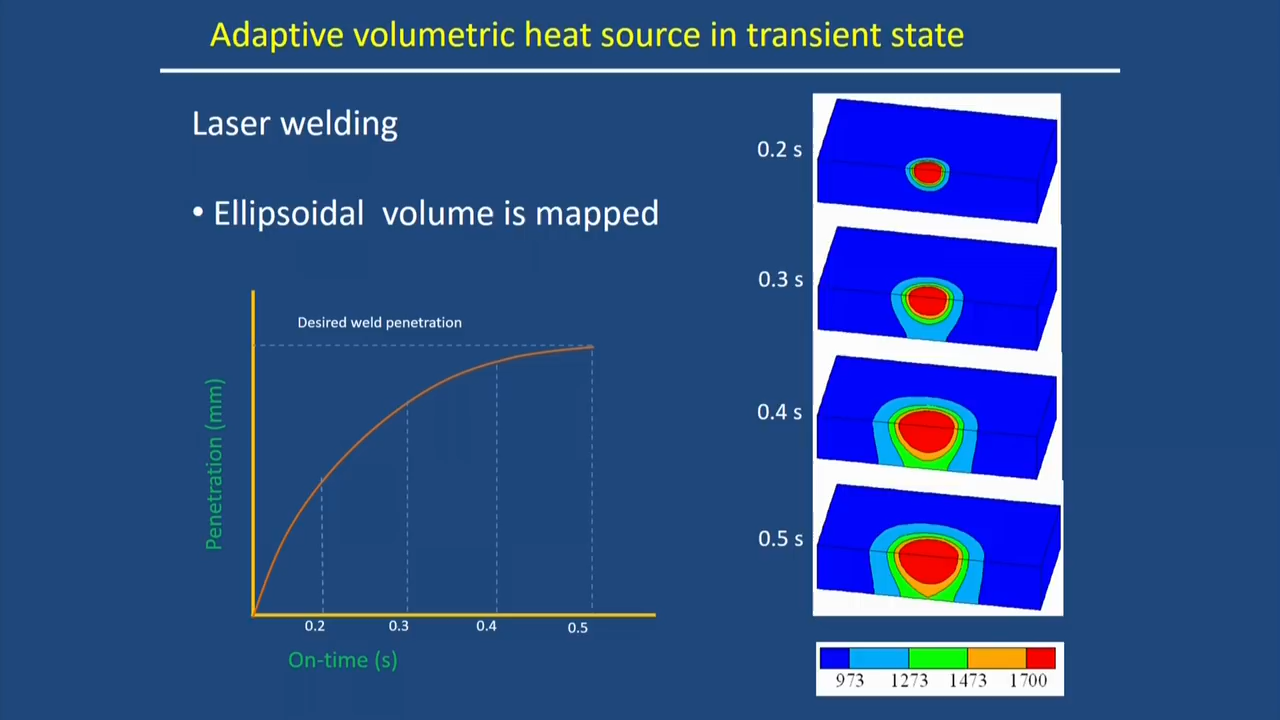 Adaptive volumetric heat source in transient state
Laser welding
• Ellipsoidal volume is mapped
Desired weld penetration
Penetration (mm)
0.2 0.3 0.4 0.5
On-time (s)
0.2 s
0.3 s
0.4 s
0.5 s
973 1273 1473 1700